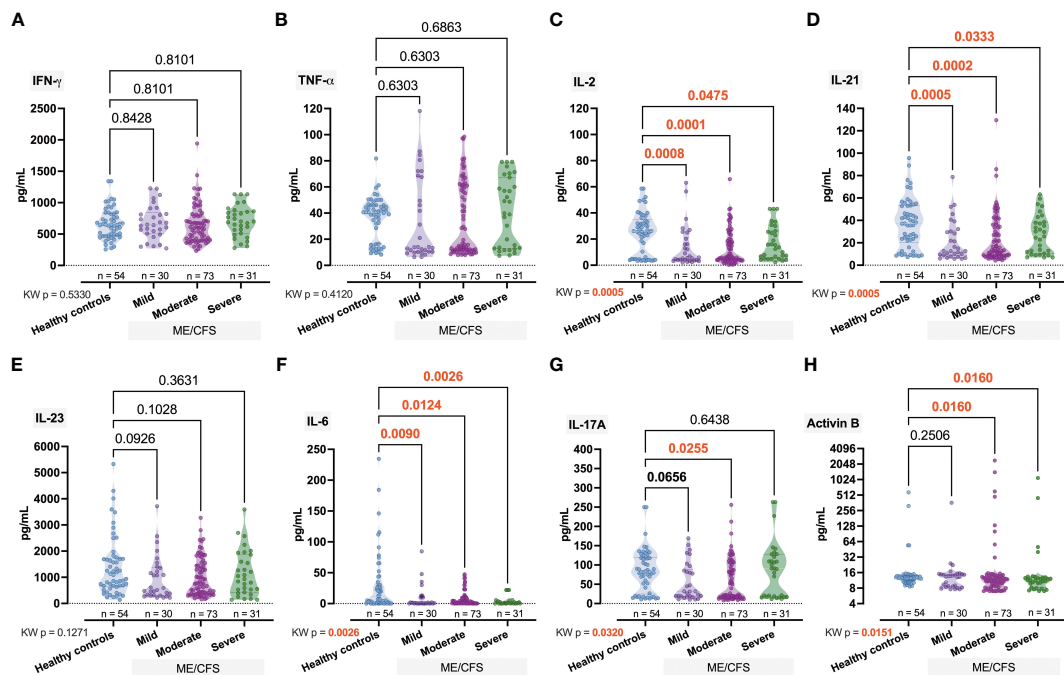 A
IFN-γ
0.8101
0.8101
0.8428
pg/mL
2500
2000
1500
1000
500
0
n = 54
n = 30
n = 73
n = 31
KW p = 0.5330
Healthy controls
Mild
Moderate
Severe
ME/CFS
B
TNF-α
0.6863
0.6303
0.6303
pg/mL
120
100
80
60
40
20
0
n = 54
n = 30
n = 73
n = 31
KW p = 0.4120
Healthy controls
Mild
Moderate
Severe
ME/CFS
C
IL-2
0.0475
0.0001
0.0008
pg/mL
100
80
60
40
20
0
n = 54
n = 30
n = 73
n = 31
KW p = 0.0005
Healthy controls
Mild
Moderate
Severe
ME/CFS
D
IL-21
0.0333
0.0002
0.0005
pg/mL
140
120
100
80
60
40
20
0
n = 54
n = 30
n = 73
n = 31
KW p = 0.0005
Healthy controls
Mild
Moderate
Severe
ME/CFS
E
IL-23
0.3631
0.1028
0.0926
pg/mL
6000
5000
4000
3000
2000
1000
0
n = 54
n = 30
n = 73
n = 31
KW p = 0.1271
Healthy controls
Mild
Moderate
Severe
ME/CFS
F
IL-6
0.0026
0.0124
0.0090
pg/mL
250
200
150
100
50
0
n = 54
n = 30
n = 73
n = 31
KW p = 0.0026
Healthy controls
Mild
Moderate
Severe
ME/CFS
G
IL-17A
0.6438
0.0255
0.0656
pg/mL
400
350
300
250
200
150
100
50
0
n = 54
n = 30
n = 73
n = 31
KW p = 0.0320
Healthy controls
Mild
Moderate
Severe
ME/CFS
H
Activin B
0.0160
0.0160
0.2506
pg/mL
4096
2048
1024
512
256
128
64
32
16
8
4
n = 54
n = 30
n = 73
n = 31
KW p = 0.0151
Healthy controls
Mild
Moderate
Severe
ME/CFS